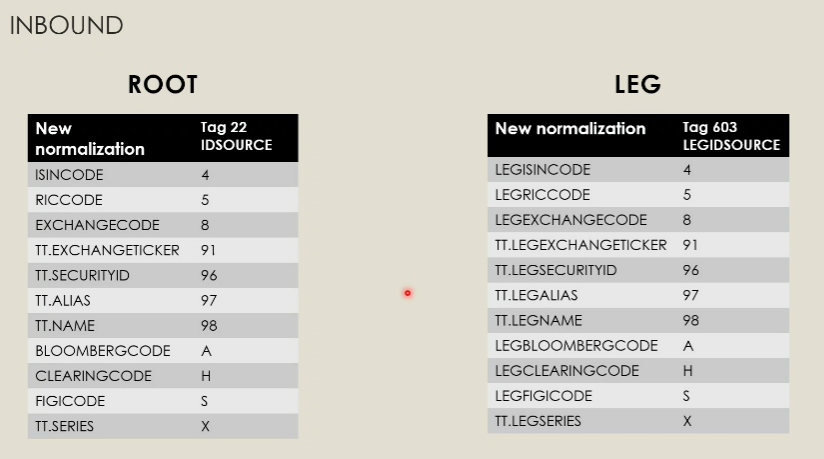 INBOUND
ROOT
New normalization Tag 22 IDSOURCE
ISINCODE 4
RICCODE 5
EXCHANGECODE 8
TT.EXCHANGETICKER 91
TT.SECURITYID 96
TT.ALIAS 97
TT.NAME 98
BLOOMBERGCODE A
CLEARINGCODE H
FIGICODE S
TT.SERIES X
LEG
New normalization Tag 603 LEGIDSOURCE
LEGISINCODE 4
LEGRICCODE 5
LEGEXCHANGECODE 8
TT.LEGEXCHANGETICKER 91
TT.LEGSECURITYID 96
TT.LEGALIAS 97
TT.LEGNAME 98
LEGBLOOMBERGCODE A
LEGCLEARINGCODE H
LEGFIGICODE S
TT.LEGSERIES X